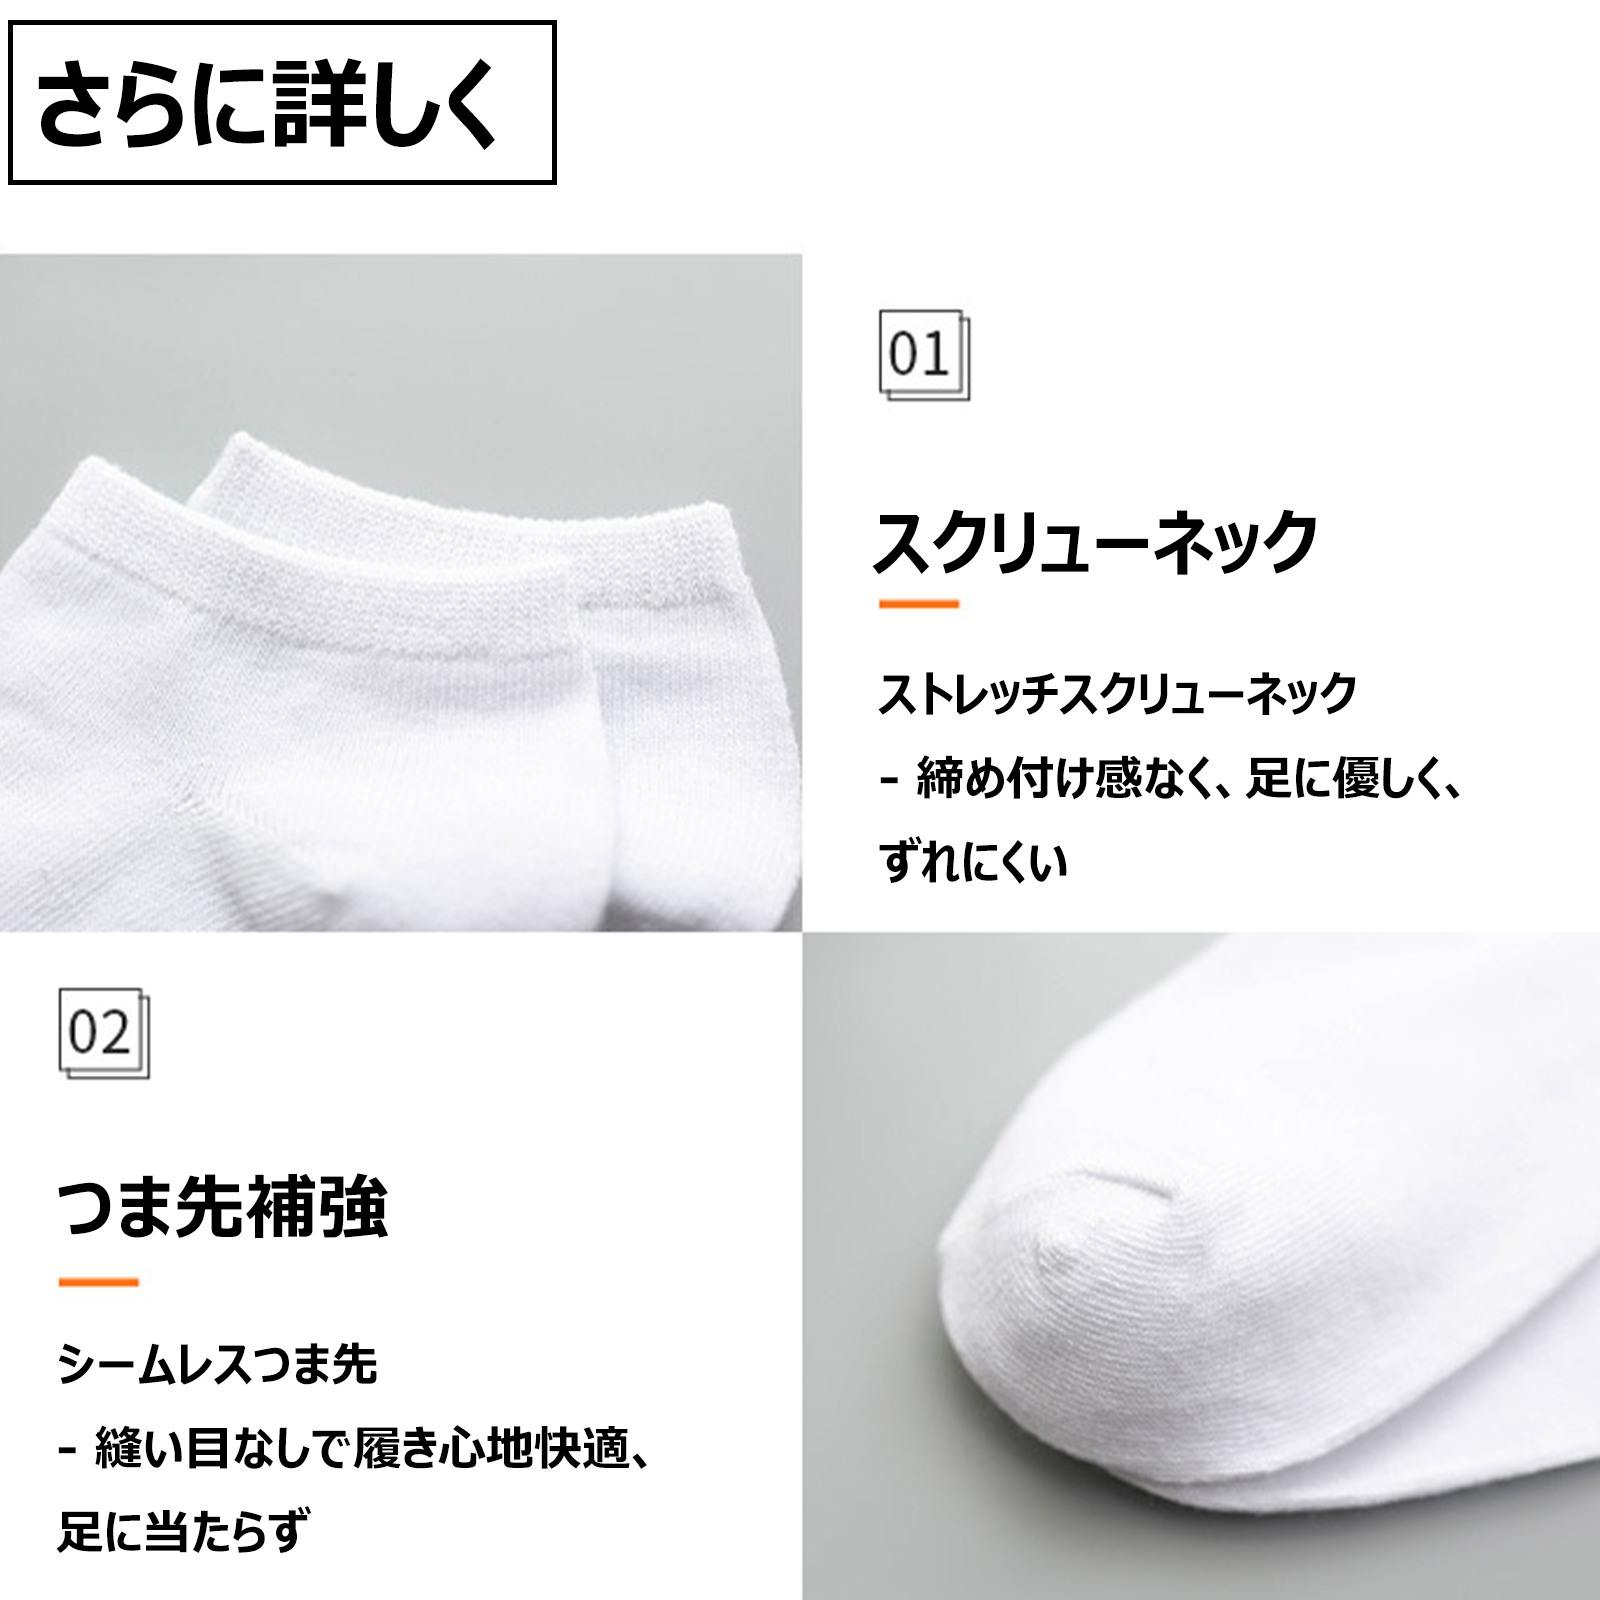 さらに詳しく
01
スクリューネック
ストレッチスクリューネック
- 締め付け感なく、足に優しく、
ずれにくい
02
つま先補強
シームレスつま先
- 縫い目なしで履き心地快適、
足に当たらず